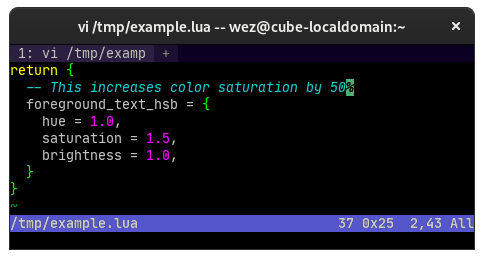 vi /tmp/example.lua -- wez@cube-localdomain:~ ×
1: vi /tmp/examp +
return {
  -- This increases color saturation by 50%
  foreground_text_hsb = {
    hue = 1.0,
    saturation = 1.5,
    brightness = 1.0,
  }
}
~
/tmp/example.lua 37 0x25 2,43 All